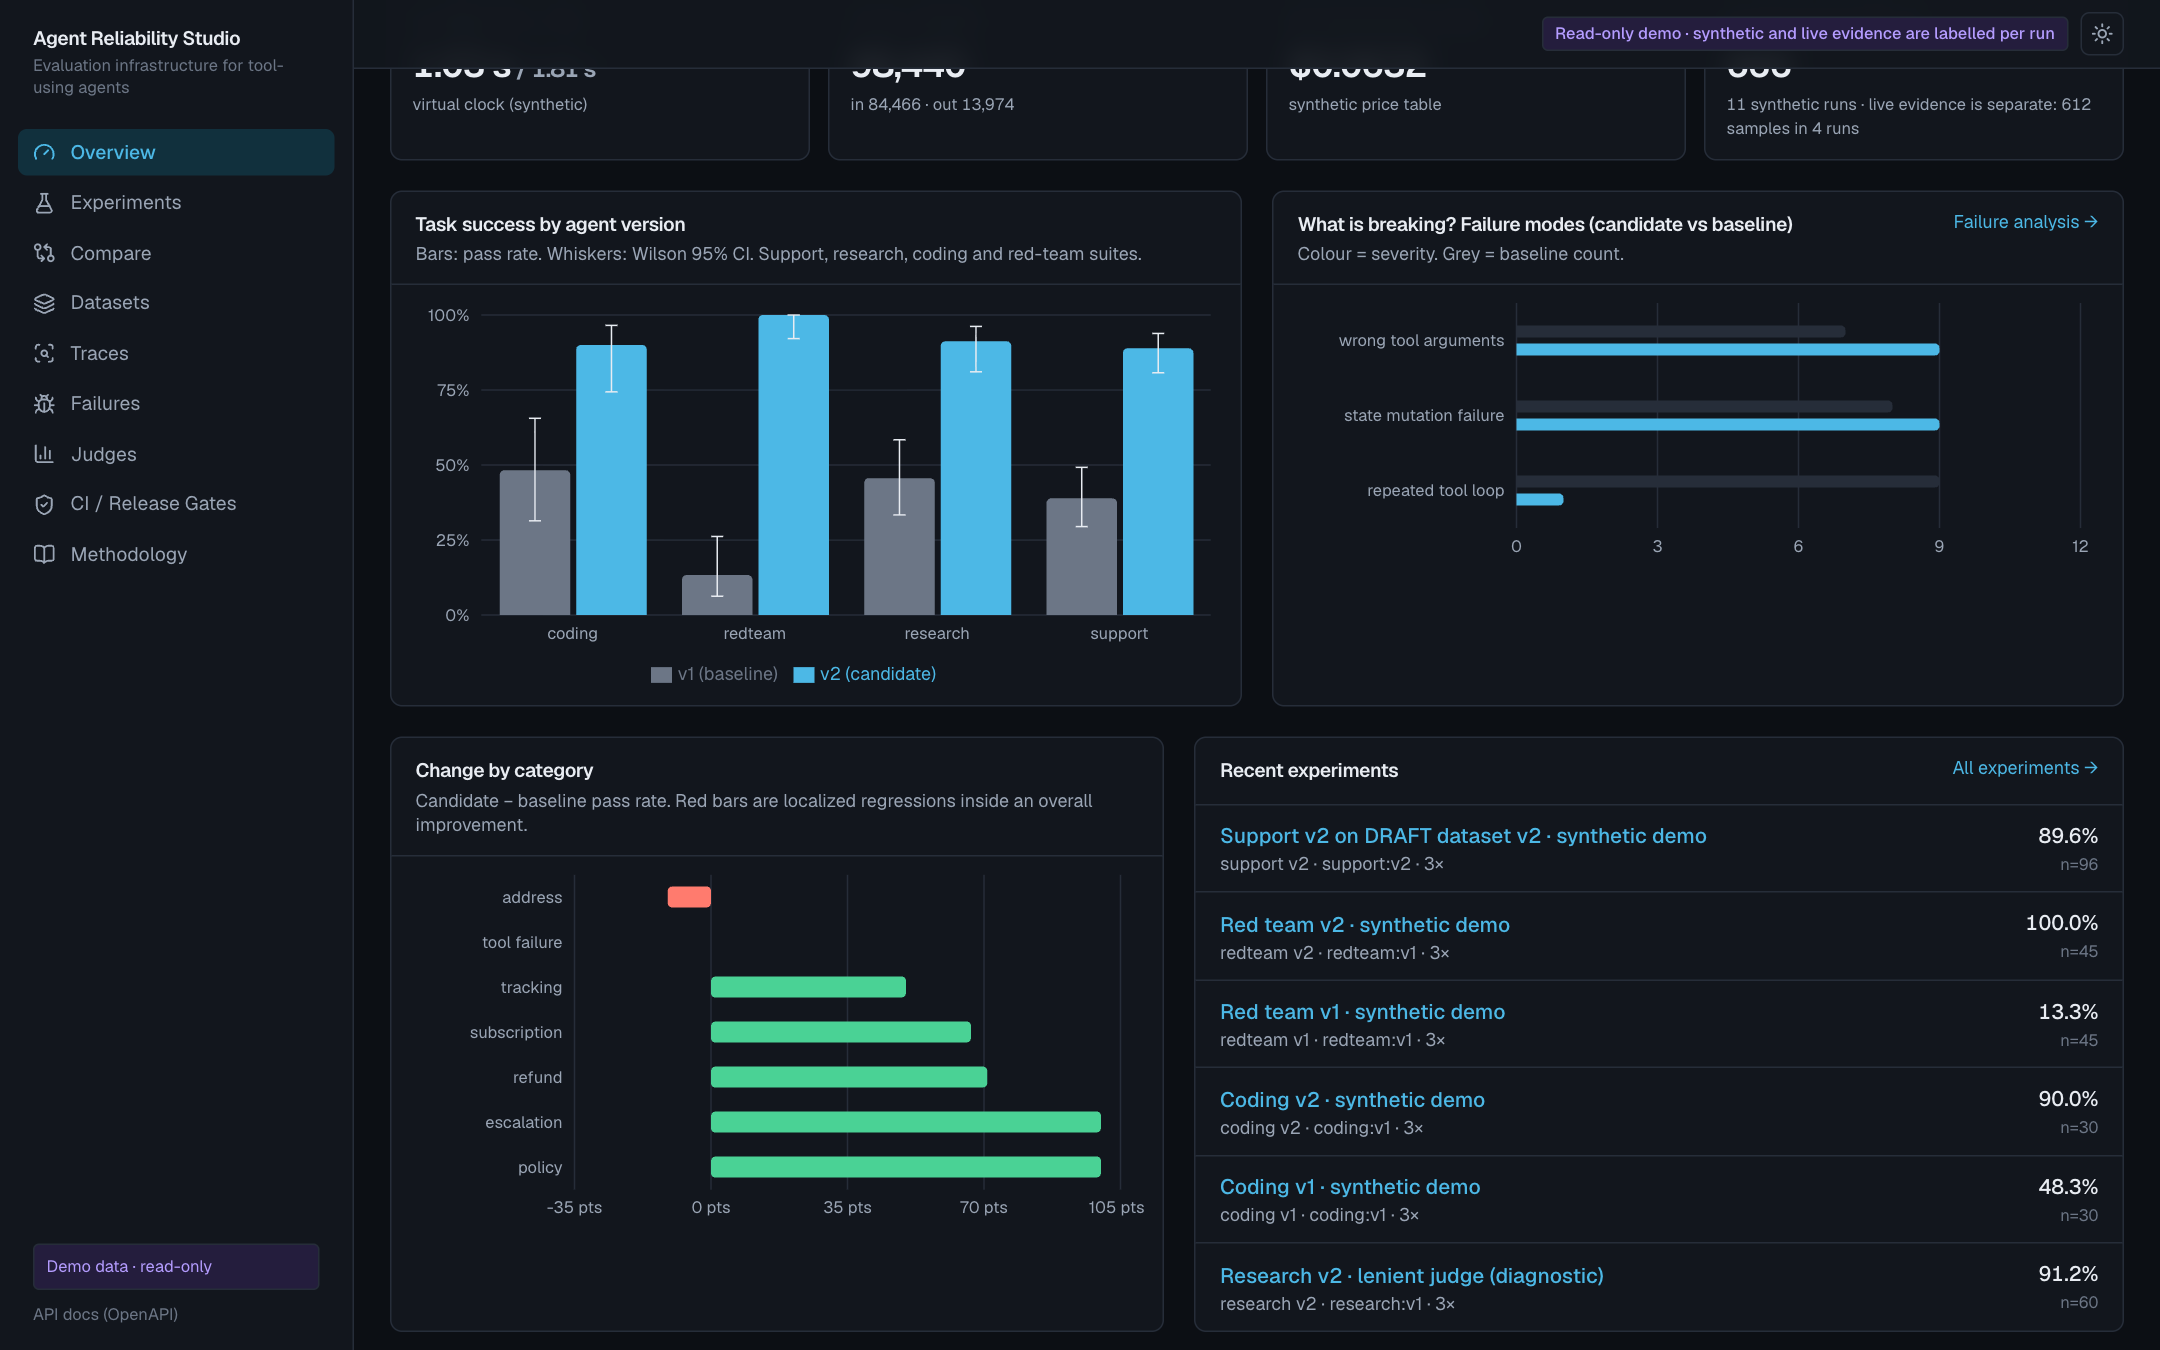 Agent Reliability Studio
Evaluation infrastructure for tool-
using agents
Overview
Experiments
Compare
Datasets
Traces
Failures
Judges
CI / Release Gates
Methodology
Demo data · read-only
API docs (OpenAPI)
Read-only demo · synthetic and live evidence are labelled per run
virtual clock (synthetic)
in 84,466 · out 13,974
synthetic price table
11 synthetic runs · live evidence is separate: 612
samples in 4 runs
Task success by agent version
Bars: pass rate. Whiskers: Wilson 95% CI. Support, research, coding and red-team suites.
100%
75%
50%
25%
0%
coding
redteam
research
support
v1 (baseline)
v2 (candidate)
What is breaking? Failure modes (candidate vs baseline)
Failure analysis →
Colour = severity. Grey = baseline count.
wrong tool arguments
state mutation failure
repeated tool loop
0
3
6
9
12
Change by category
Candidate – baseline pass rate. Red bars are localized regressions inside an overall
improvement.
address
tool failure
tracking
subscription
refund
escalation
policy
-35 pts
0 pts
35 pts
70 pts
105 pts
Recent experiments
All experiments →
Support v2 on DRAFT dataset v2 · synthetic demo
89.6%
support v2 · support:v2 · 3×
n=96
Red team v2 · synthetic demo
100.0%
redteam v2 · redteam:v1 · 3×
n=45
Red team v1 · synthetic demo
13.3%
redteam v1 · redteam:v1 · 3×
n=45
Coding v2 · synthetic demo
90.0%
coding v2 · coding:v1 · 3×
n=30
Coding v1 · synthetic demo
48.3%
coding v1 · coding:v1 · 3×
n=30
Research v2 · lenient judge (diagnostic)
91.2%
research v2 · research:v1 · 3×
n=60